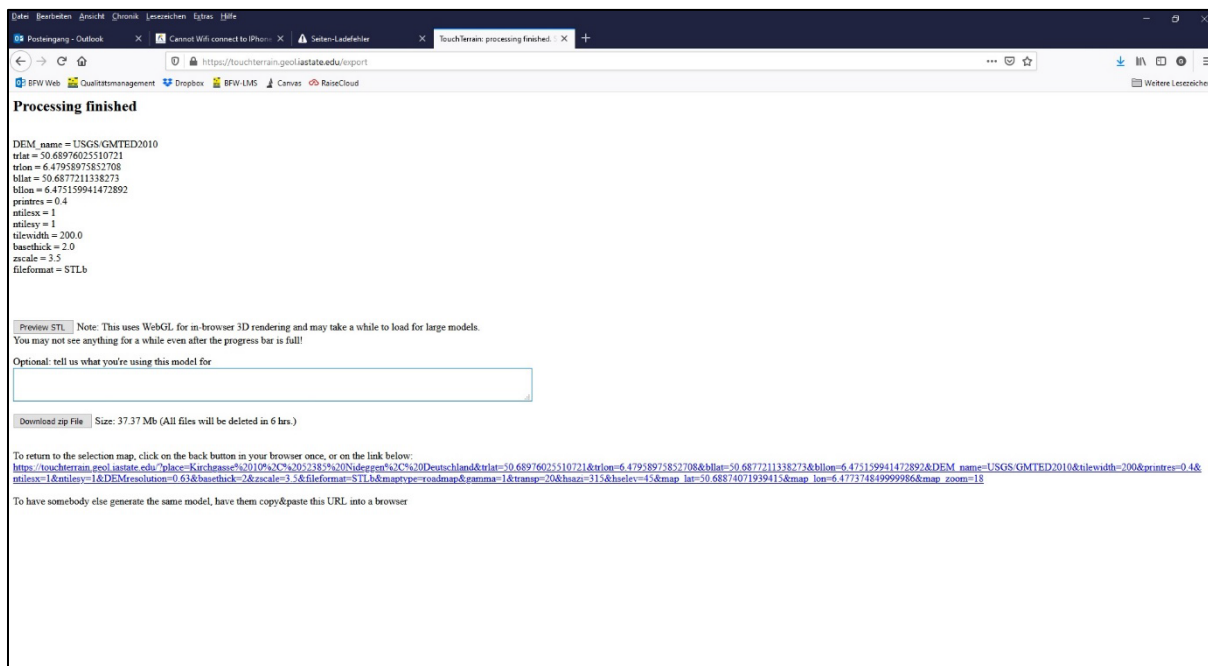 Datei Bearbeiten Ansicht Chronik Lesezeichen Extras Hilfe
Posteingang - Outlook
Cannot Wifi connect to IPhone
Seiten-Ladefehler
TouchTerrain: processing finished.
https://touchterrain.geol.iastate.edu/export
BFW Web Qualitätsmanagement Dropbox BFW-LMS Canvas RaiseCloud
Weitere Lesezeichen
Processing finished
DEM_name = USGS/GMTED2010
trlat = 50.68976025510721
trlon = 6.47958975852708
bllat = 50.6877211338273
bllon = 6.475159941472892
printres = 0.4
ntilesx = 1
ntilesy = 1
tilewidth = 200.0
basethick = 2.0
zscale = 3.5
fileformat = STLb
Preview STL Note: This uses WebGL for in-browser 3D rendering and may take a while to load for large models.
You may not see anything for a while even after the progress bar is full!
Optional: tell us what you're using this model for
Download zip File Size: 37.37 Mb (All files will be deleted in 6 hrs.)
To return to the selection map, click on the back button in your browser once, or on the link below:
https://touchterrain.geol.iastate.edu/?place=Kirchgasse%2010%2C%2052385%20Nideggen%2C%20Deutschland&trlat=50.68976025510721&trlon=6.47958975852708&bllat=50.6877211338273&bllon=6.475159941472892&DEM_name=USGS/GMTED2010&tilewidth=200&printres=0.4&
ntilesx=1&ntilesy=1&DEMresolution=0.63&basethick=2&zscale=3.5&fileformat=STLb&maptype=roadmap&gamma=1&transp=20&hsazi=315&hselev=45&map_lat=50.68874071939415&map_lon=6.477374849999986&map_zoom=18
To have somebody else generate the same model, have them copy&paste this URL into a browser